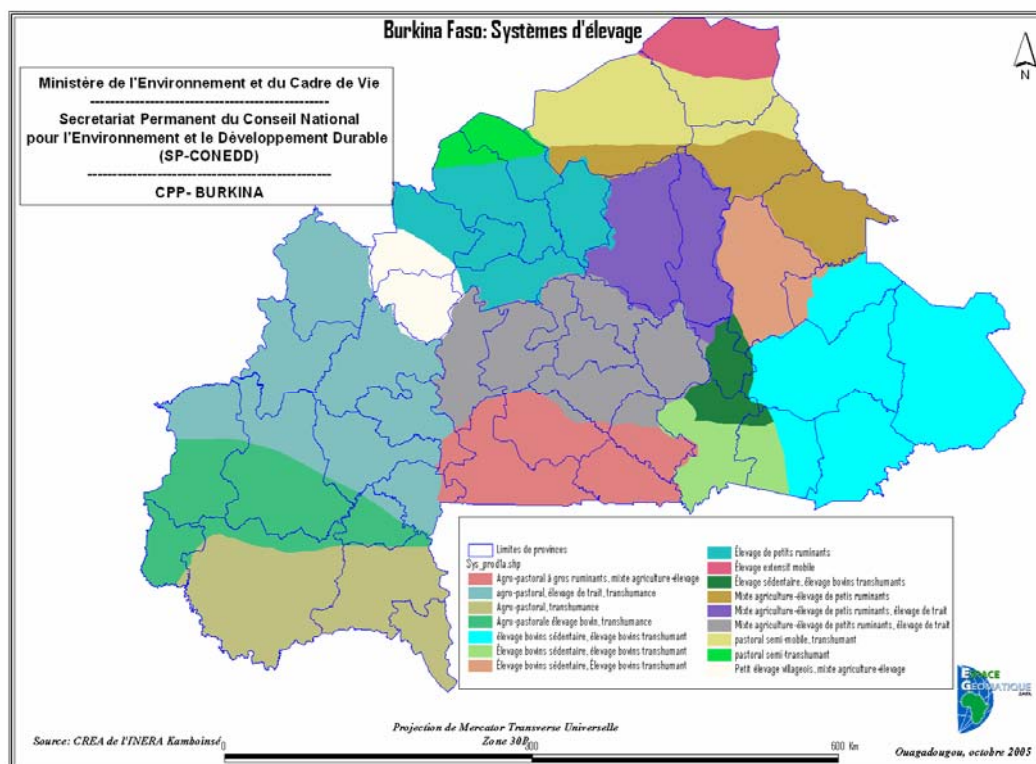 Burkina Faso: Systèmes d'élevage
Ministère de l'Environnement et du Cadre de Vie
------------------------------------------------
Secretariat Permanent du Conseil National
pour l'Environnement et le Développement Durable
(SP-CONEDD)
------------------------------------------------
CPP- BURKINA
N
Limites de provinces
Sys_prod1a.shp
Agro-pastoral à gros ruminants, mixte agriculture-élevage
agro-pastoral, élevage de trait, transhumance
Agro-pastoral, transhumance
Agro-pastorale élevage bovin, transhumance
élevage bovins sédentaire, élevage bovins transhumant
Élevage bovins sédentaire, élevage bovins transhumant
Élevage bovins sédentaire, Élevage bovins transhumant
Élevage de petits ruminants
Élevage extensif mobile
Élevage sédentaire, élevage bovins transhumants
Mixte agriculture-élevage de petis ruminants
Mixte agriculture-élevage de petis ruminants, élevage de trait
Mixte agriculture-élevage de petits ruminants, élevage de trait
pastoral semi-mobile, transhumant
pastoral semi-transhumant
Petit élevage villageois, mixte agriculture-élevage
ESPACE
GEOMATIQUE
SARL
Projection de Mercator Transverse Universelle
Zone 30P
Source: CREA de l'INERA Kamboinsé
0 300 600 Km
Ouagadougou, octobre 2005